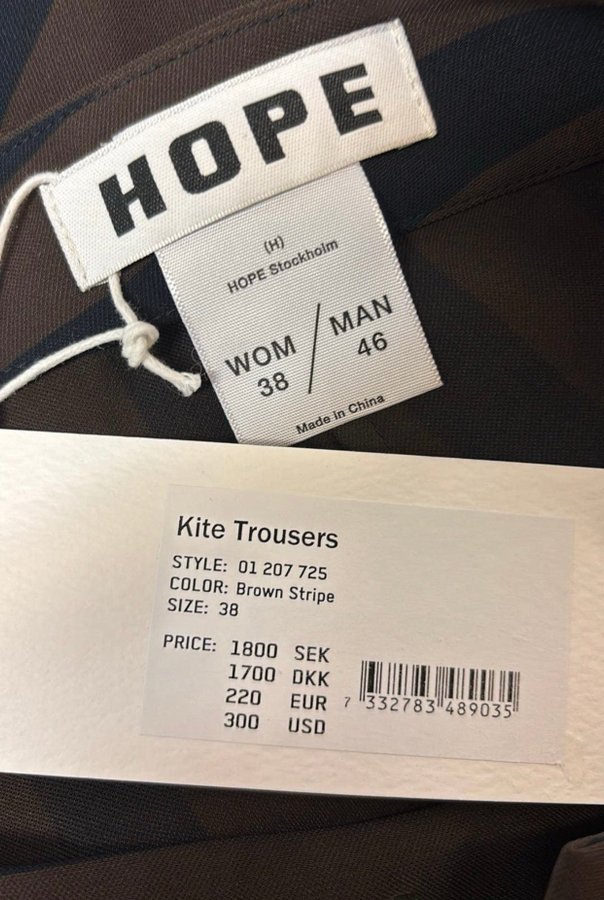 HOPE
(H)
HOPE Stockholm
WOM / MAN
38 46
Made in China
Kite Trousers
STYLE: 01 207 725
COLOR: Brown Stripe
SIZE: 38
PRICE: 1800 SEK
1700 DKK
220 EUR
300 USD
7 332783 489035